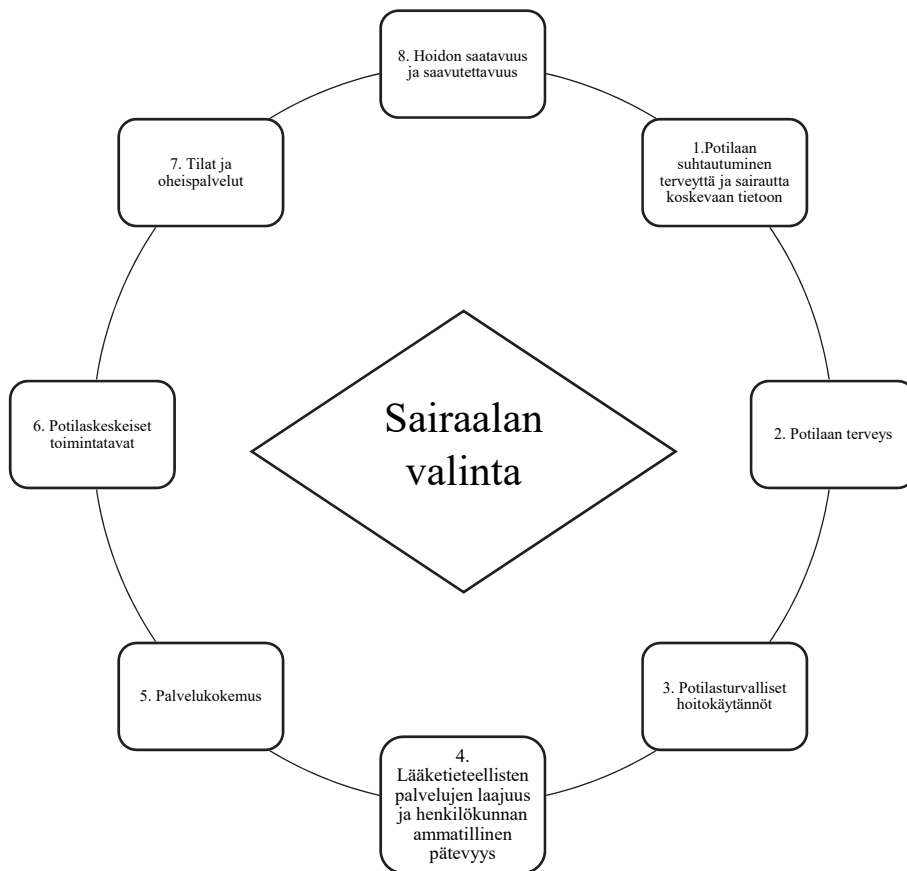 8. Hoidon saatavuus
ja saavutettavuus
1.Potilaan
suhtautuminen
terveyttä ja sairautta
koskevaan tietoon
2. Potilaan terveys
3. Potilasturvalliset
hoitokäytännöt
4.
Lääketieteellisten
palvelujen laajuus
ja henkilökunnan
ammatillinen
pätevyys
5. Palvelukokemus
6. Potilaskeskeiset
toimintatavat
7. Tilat ja
oheispalvelut
Sairaalan
valinta